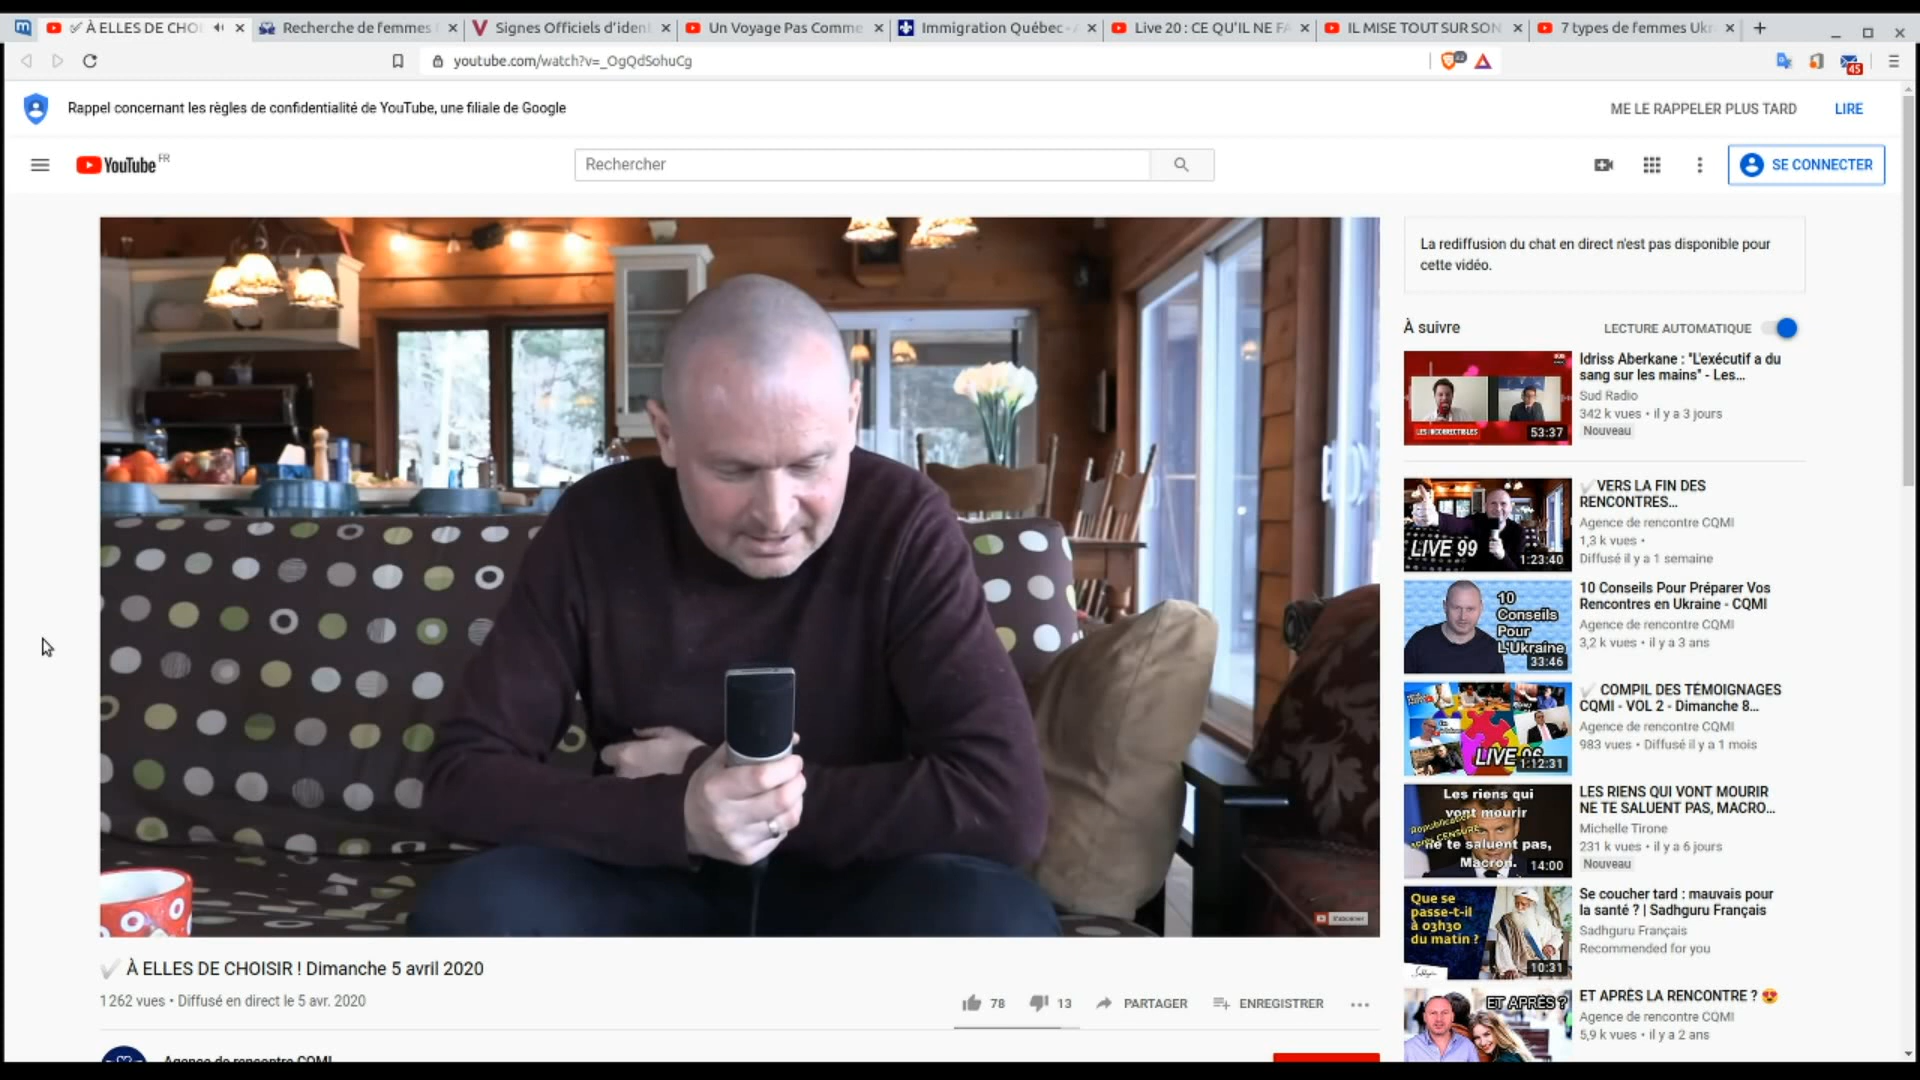 ✅ À ELLES DE CHOI
Recherche de femmes
Signes Officiels d'iden
Un Voyage Pas Comme
Immigration Québec - A
Live 20 : CE QU'IL NE FA
IL MISE TOUT SUR SON
7 types de femmes Ukr
youtube.com/watch?v=_OgQdSohuCg
45
Rappel concernant les règles de confidentialité de YouTube, une filiale de Google
ME LE RAPPELER PLUS TARD
LIRE
YouTube FR
Rechercher
SE CONNECTER
La rediffusion du chat en direct n'est pas disponible pour
cette vidéo.
À suivre
LECTURE AUTOMATIQUE
LES INCORRECTIBLES
53:37
Idriss Aberkane : "L'exécutif a du
sang sur les mains" - Les...
Sud Radio
342 k vues • il y a 3 jours
Nouveau
LIVE 99
1:23:40
✔VERS LA FIN DES
RENCONTRES...
Agence de rencontre CQMI
1,3 k vues •
Diffusé il y a 1 semaine
10
Conseils
Pour
L'Ukraine
33:46
10 Conseils Pour Préparer Vos
Rencontres en Ukraine - CQMI
Agence de rencontre CQMI
3,2 k vues • il y a 3 ans
LIVE 96
1:12:31
✔ COMPIL DES TÉMOIGNAGES
CQMI - VOL 2 - Dimanche 8...
Agence de rencontre CQMI
983 vues • Diffusé il y a 1 mois
Les riens qui
vont mourir
ne te saluent pas,
Macron.
14:00
LES RIENS QUI VONT MOURIR
NE TE SALUENT PAS, MACRO...
Michelle Tirone
231 k vues • il y a 6 jours
Nouveau
Que se
passe-t-il
à 03h30
du matin ?
10:31
Se coucher tard : mauvais pour
la santé ? | Sadhguru Français
Sadhguru Français
Recommended for you
ET APRÈS ?
ET APRÈS LA RENCONTRE ? 😍
Agence de rencontre CQMI
5,9 k vues • il y a 2 ans
✔ À ELLES DE CHOISIR ! Dimanche 5 avril 2020
1 262 vues • Diffusé en direct le 5 avr. 2020
78
13
PARTAGER
ENREGISTRER
Agence de rencontre CQMI